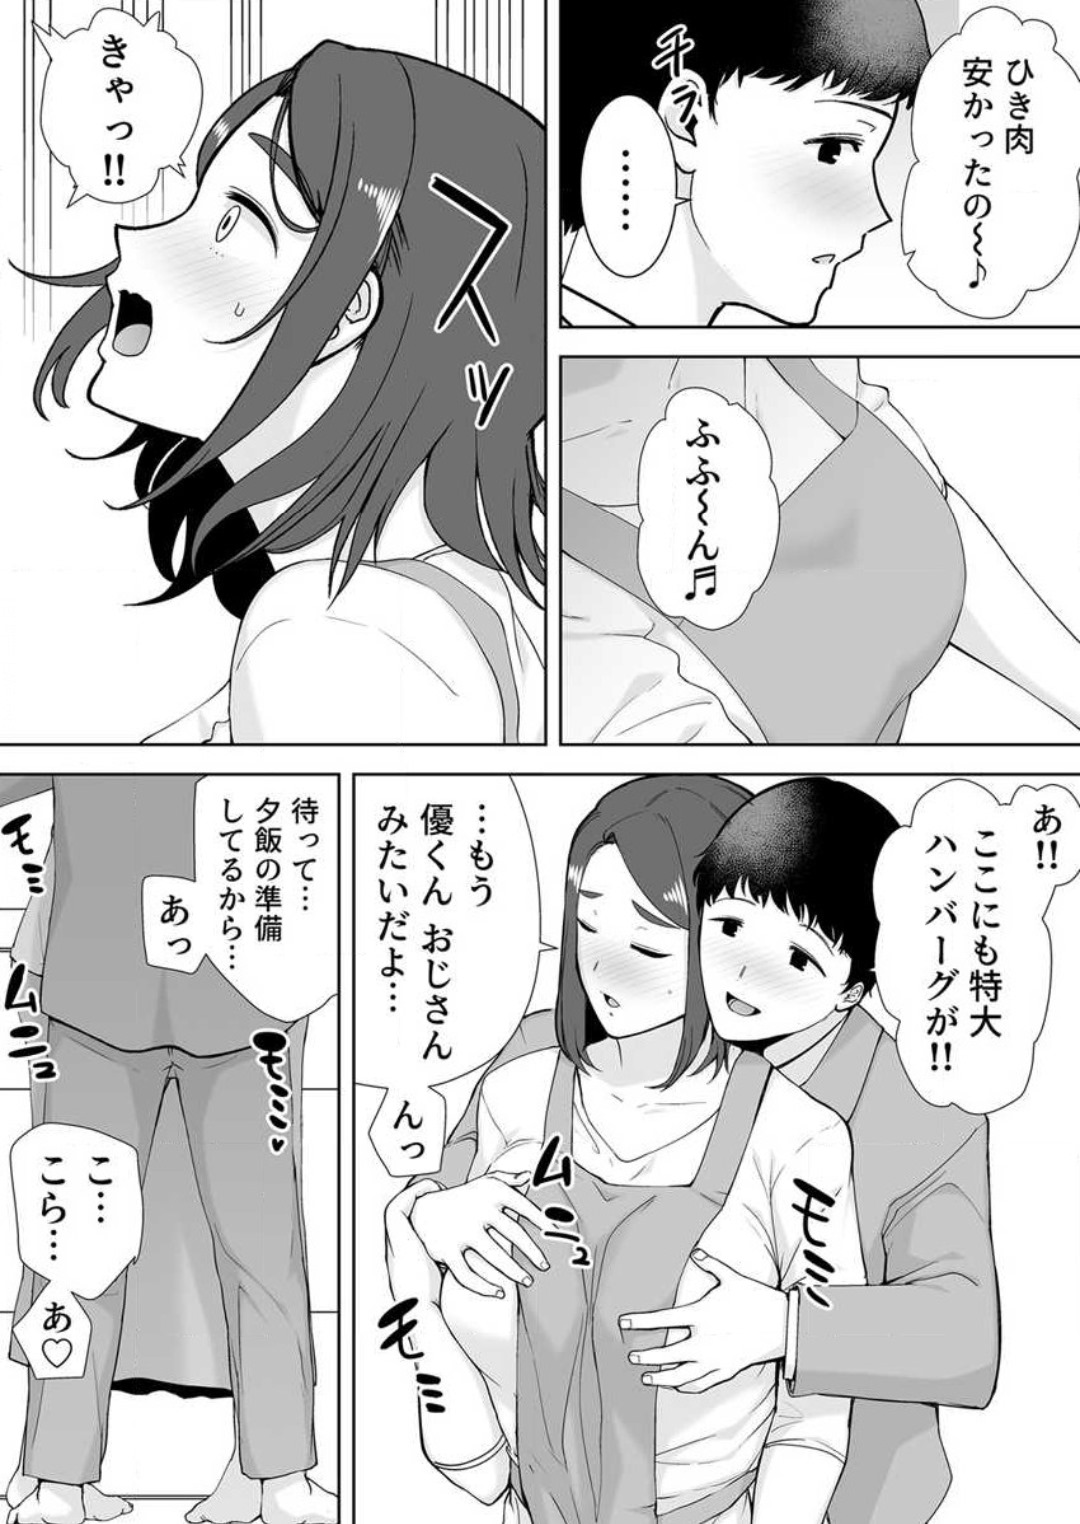 ひき肉
安かったの〜♪
チラ
……
ふふ〜ん♬
スッ
きゃっ!!
あ!!
ここにも特大
ハンバーグが!!
…もう
優くん おじさん
みたいだよ…
んっ
ムニュ
モミ
モミ
待って…
夕飯の準備
してるから…
あっ
モミ
ムニュ
モミミ
こ…
こら…
あ♡